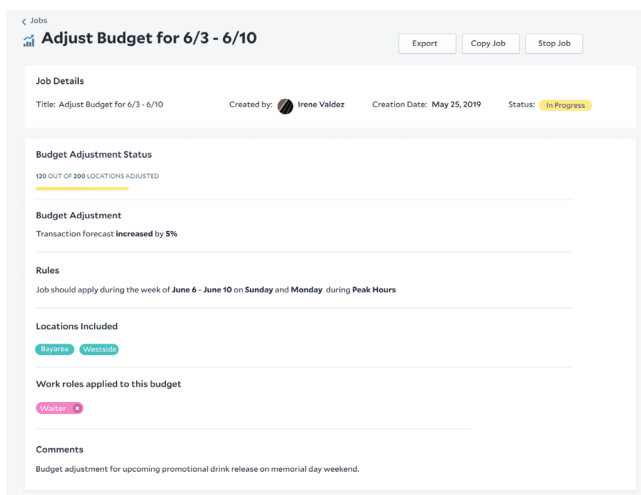 Jobs
Adjust Budget for 6/3 - 6/10
Export Copy Job Stop Job
Job Details
Title: Adjust Budget for 6/3 - 6/10 Created by: Irene Valdez Creation Date: May 25, 2019 Status: In Progress
Budget Adjustment Status
120 OUT OF 200 LOCATIONS ADJUSTED
Budget Adjustment
Transaction forecast increased by 5%
Rules
Job should apply during the week of June 6 - June 10 on Sunday and Monday during Peak Hours
Locations Included
Bayarea Westside
Work roles applied to this budget
Waiter
Comments
Budget adjustment for upcoming promotional drink release on memorial day weekend.